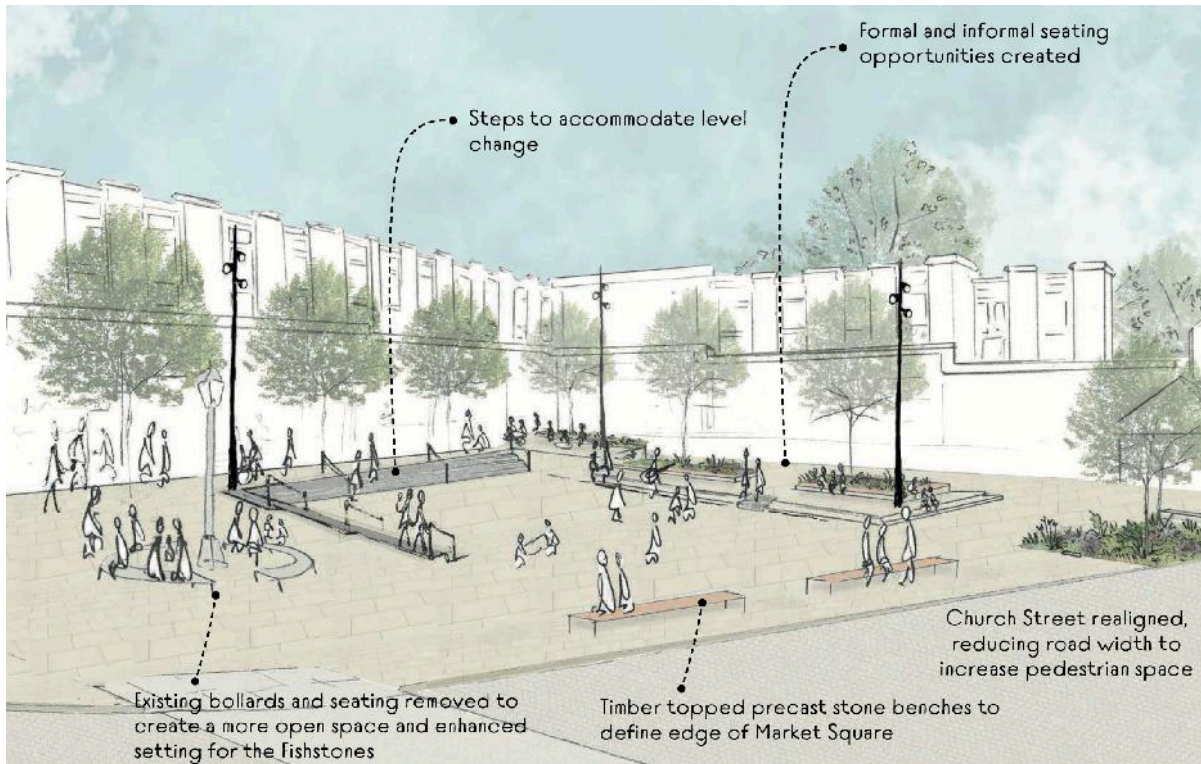 Formal and informal seating
opportunities created
Steps to accommodate level
change
Church Street realigned,
reducing road width to
increase pedestrian space
Existing bollards and seating removed to
create a more open space and enhanced
setting for the Fishstones
Timber topped precast stone benches to
define edge of Market Square